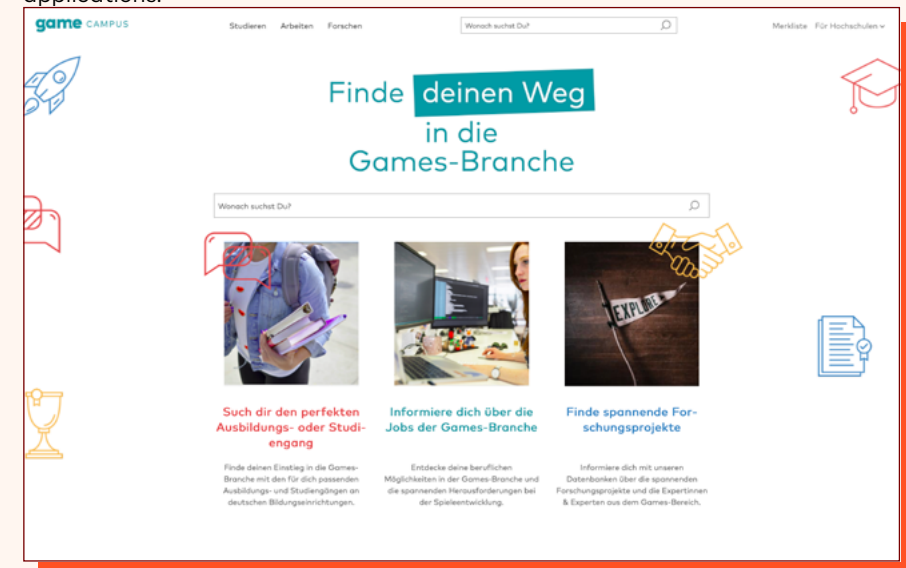 applications.
game CAMPUS
Studieren Arbeiten Forschen
Wonach suchst Du?
Merkliste Für Hochschulen
Finde deinen Weg
in die
Games-Branche
Wonach suchst Du?
EXPLORE
Such dir den perfekten
Ausbildungs- oder Studi-
engang
Finde deinen Einstieg in die Games-
Branche mit den für dich passenden
Ausbildungs- und Studiengängen an
deutschen Bildungseinrichtungen.
Informiere dich über die
Jobs der Games-Branche
Entdecke deine beruflichen
Möglichkeiten in der Games-Branche und
die spannenden Herausforderungen bei
der Spieleentwicklung.
Finde spannende For-
schungsprojekte
Informiere dich mit unseren
Datenbanken über die spannenden
Forschungsprojekte und die Expertinnen
& Experten aus dem Games-Bereich.